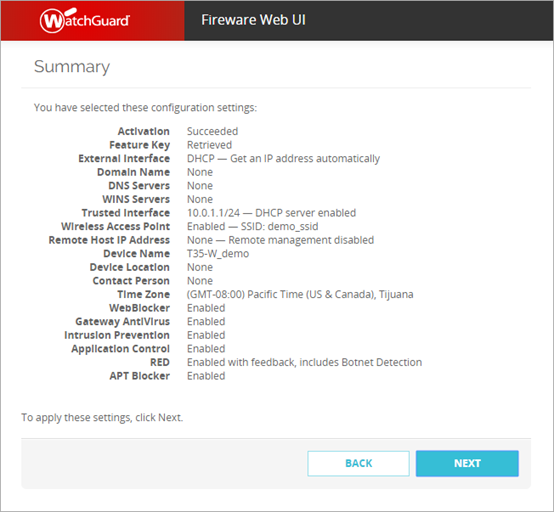 WatchGuard Fireware Web UI
Summary
You have selected these configuration settings:
Activation Succeeded
Feature Key Retrieved
External Interface DHCP — Get an IP address automatically
Domain Name None
DNS Servers None
WINS Servers None
Trusted Interface 10.0.1.1/24 — DHCP server enabled
Wireless Access Point Enabled — SSID: demo_ssid
Remote Host IP Address None — Remote management disabled
Device Name T35-W_demo
Device Location None
Contact Person None
Time Zone (GMT-08:00) Pacific Time (US & Canada), Tijuana
WebBlocker Enabled
Gateway AntiVirus Enabled
Intrusion Prevention Enabled
Application Control Enabled
RED Enabled with feedback, includes Botnet Detection
APT Blocker Enabled
To apply these settings, click Next.
BACK NEXT